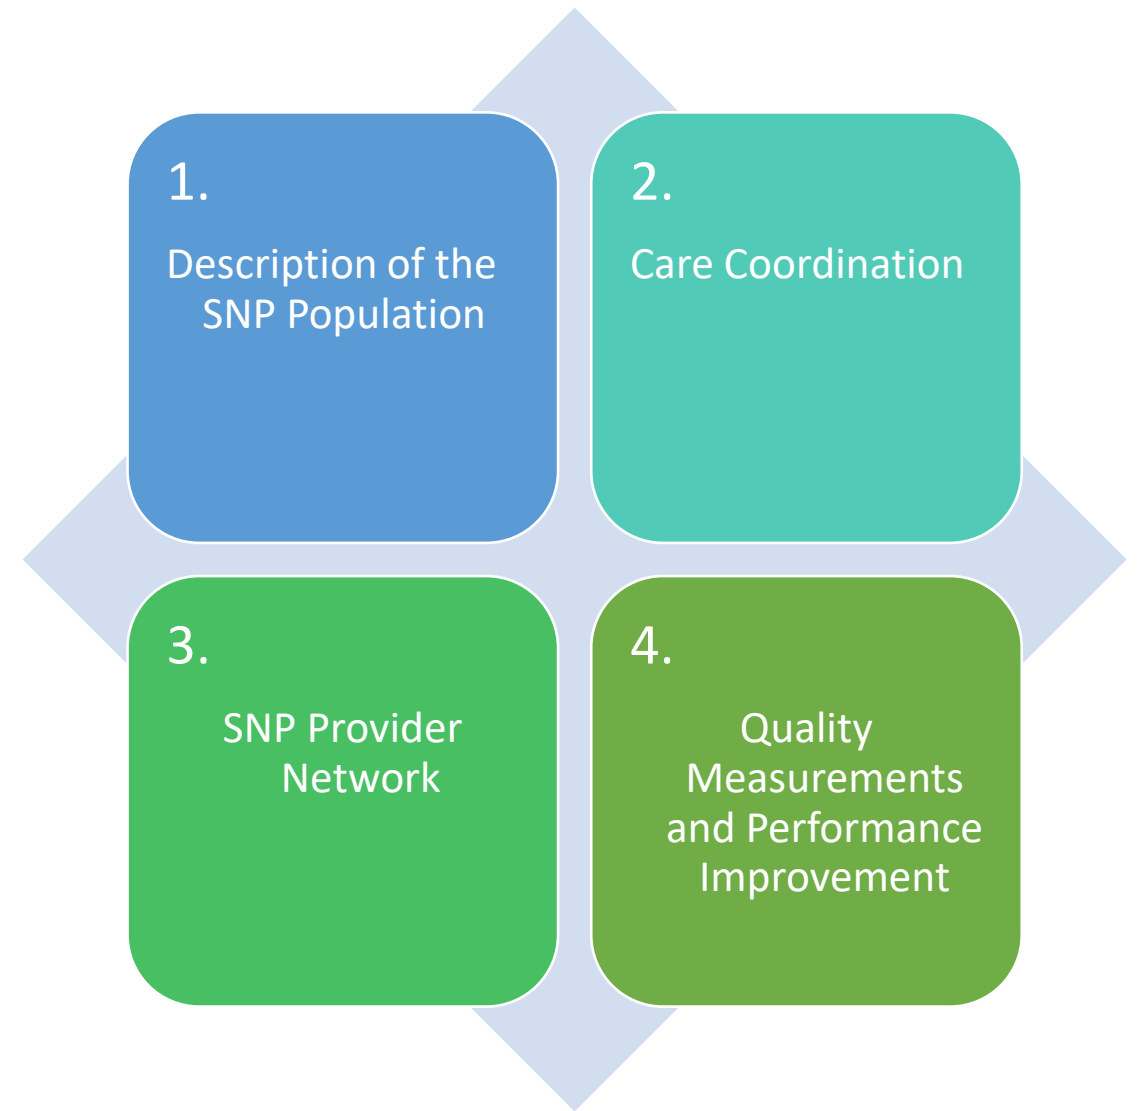 1.
Description of the
SNP Population
2.
Care Coordination
3.
SNP Provider
Network
4.
Quality
Measurements
and Performance
Improvement